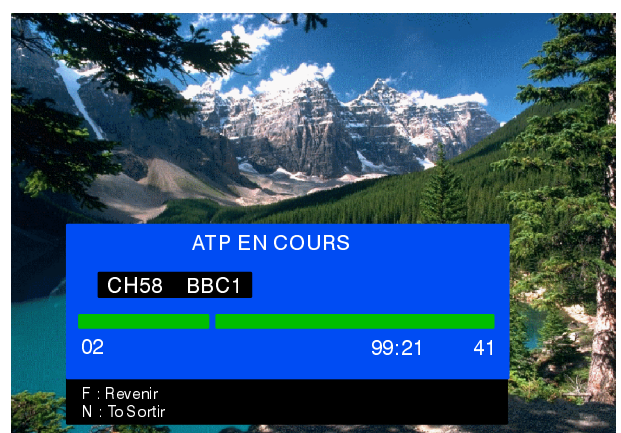 ATP EN COURS
CH58 BBC1
02 99:21 41
F : Revenir
N : To Sortir